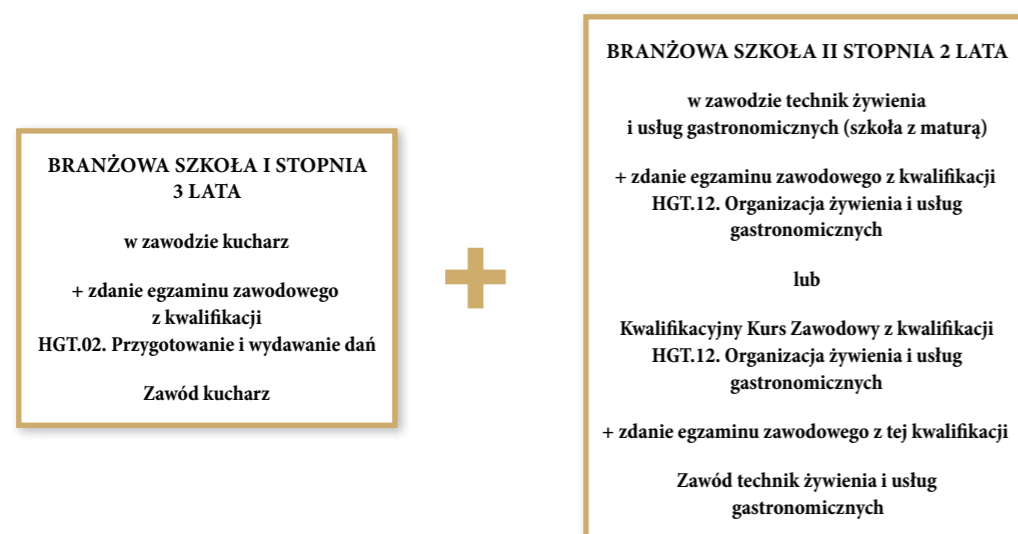 BRANŻOWA SZKOŁA I STOPNIA
3 LATA
w zawodzie kucharz
+ zdanie egzaminu zawodowego
z kwalifikacji
HGT.02. Przygotowanie i wydawanie dań
Zawód kucharz
+
BRANŻOWA SZKOŁA II STOPNIA 2 LATA
w zawodzie technik żywienia
i usług gastronomicznych (szkoła z maturą)
+ zdanie egzaminu zawodowego z kwalifikacji
HGT.12. Organizacja żywienia i usług
gastronomicznych
lub
Kwalifikacyjny Kurs Zawodowy z kwalifikacji
HGT.12. Organizacja żywienia i usług
gastronomicznych
+ zdanie egzaminu zawodowego z tej kwalifikacji
Zawód technik żywienia i usług
gastronomicznych